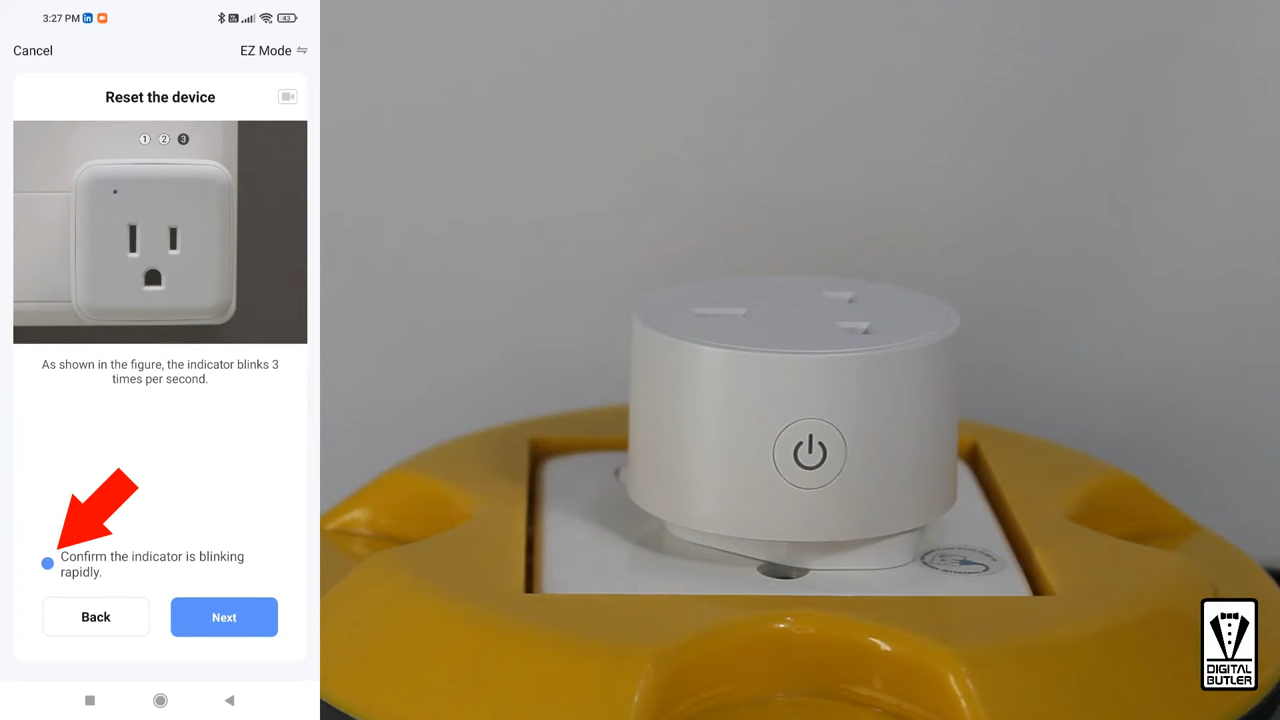 3:27 PM
43
Cancel
EZ Mode
Reset the device
1 2 3
As shown in the figure, the indicator blinks 3
times per second.
Confirm the indicator is blinking
rapidly.
Back
Next
DIGITAL
BUTLER